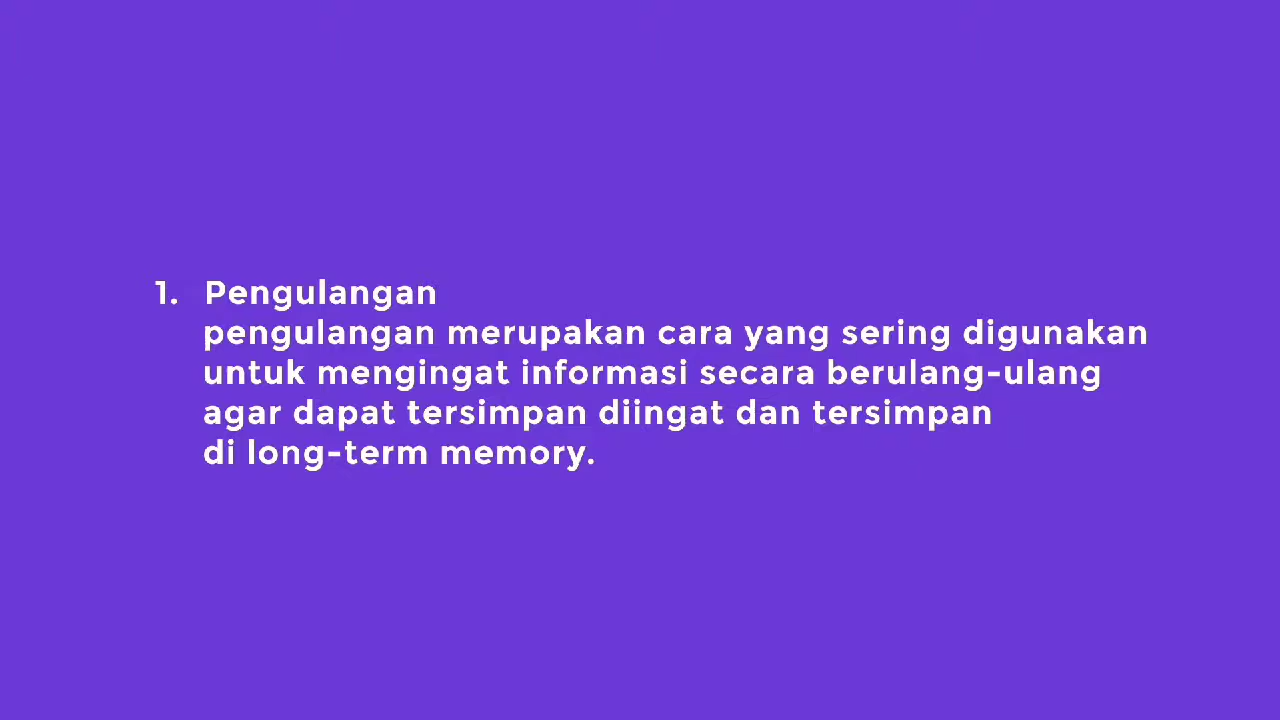 1. Pengulangan
pengulangan merupakan cara yang sering digunakan
untuk mengingat informasi secara berulang-ulang
agar dapat tersimpan diingat dan tersimpan
di long-term memory.